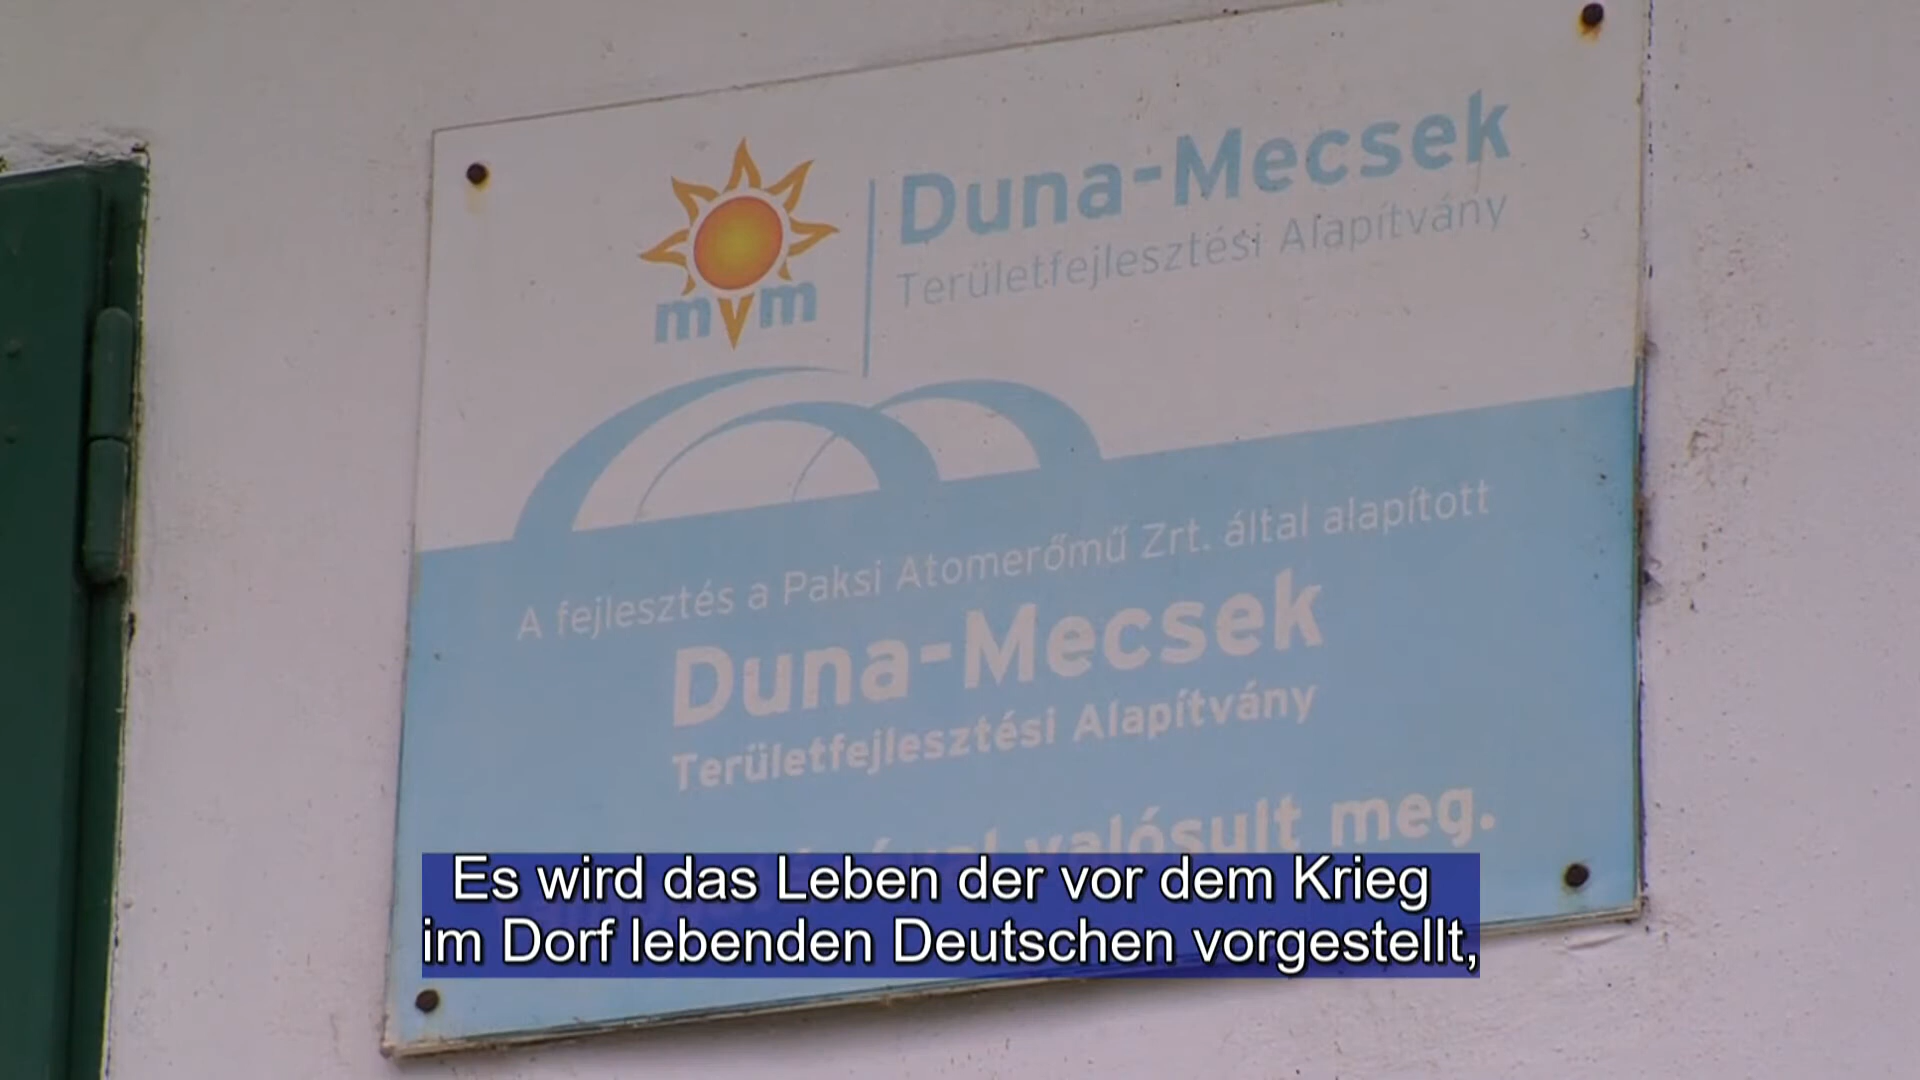 mvm
Duna-Mecsek
Területfejlesztési Alapítvány
A fejlesztés a Paksi Atomerőmű Zrt. által alapított
Duna-Mecsek
Területfejlesztési Alapítvány
valósult meg.
Es wird das Leben der vor dem Krieg
im Dorf lebenden Deutschen vorgestellt,